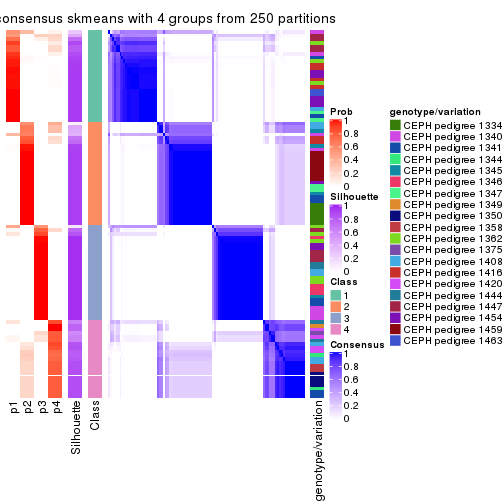 consensus skmeans with 4 groups from 250 partitions
Prob
1
0.8
0.6
0.4
0.2
0
Silhouette
1
0.8
0.6
0.4
0.2
0
Class
1
2
3
4
Consensus
1
0.8
0.6
0.4
0.2
0
genotype/variation
CEPH pedigree 1334
CEPH pedigree 1340
CEPH pedigree 1341
CEPH pedigree 1344
CEPH pedigree 1345
CEPH pedigree 1346
CEPH pedigree 1347
CEPH pedigree 1349
CEPH pedigree 1350
CEPH pedigree 1358
CEPH pedigree 1362
CEPH pedigree 1375
CEPH pedigree 1408
CEPH pedigree 1416
CEPH pedigree 1420
CEPH pedigree 1444
CEPH pedigree 1447
CEPH pedigree 1454
CEPH pedigree 1459
CEPH pedigree 1463
p1
p2
p3
p4
Silhouette
Class
genotype/variation